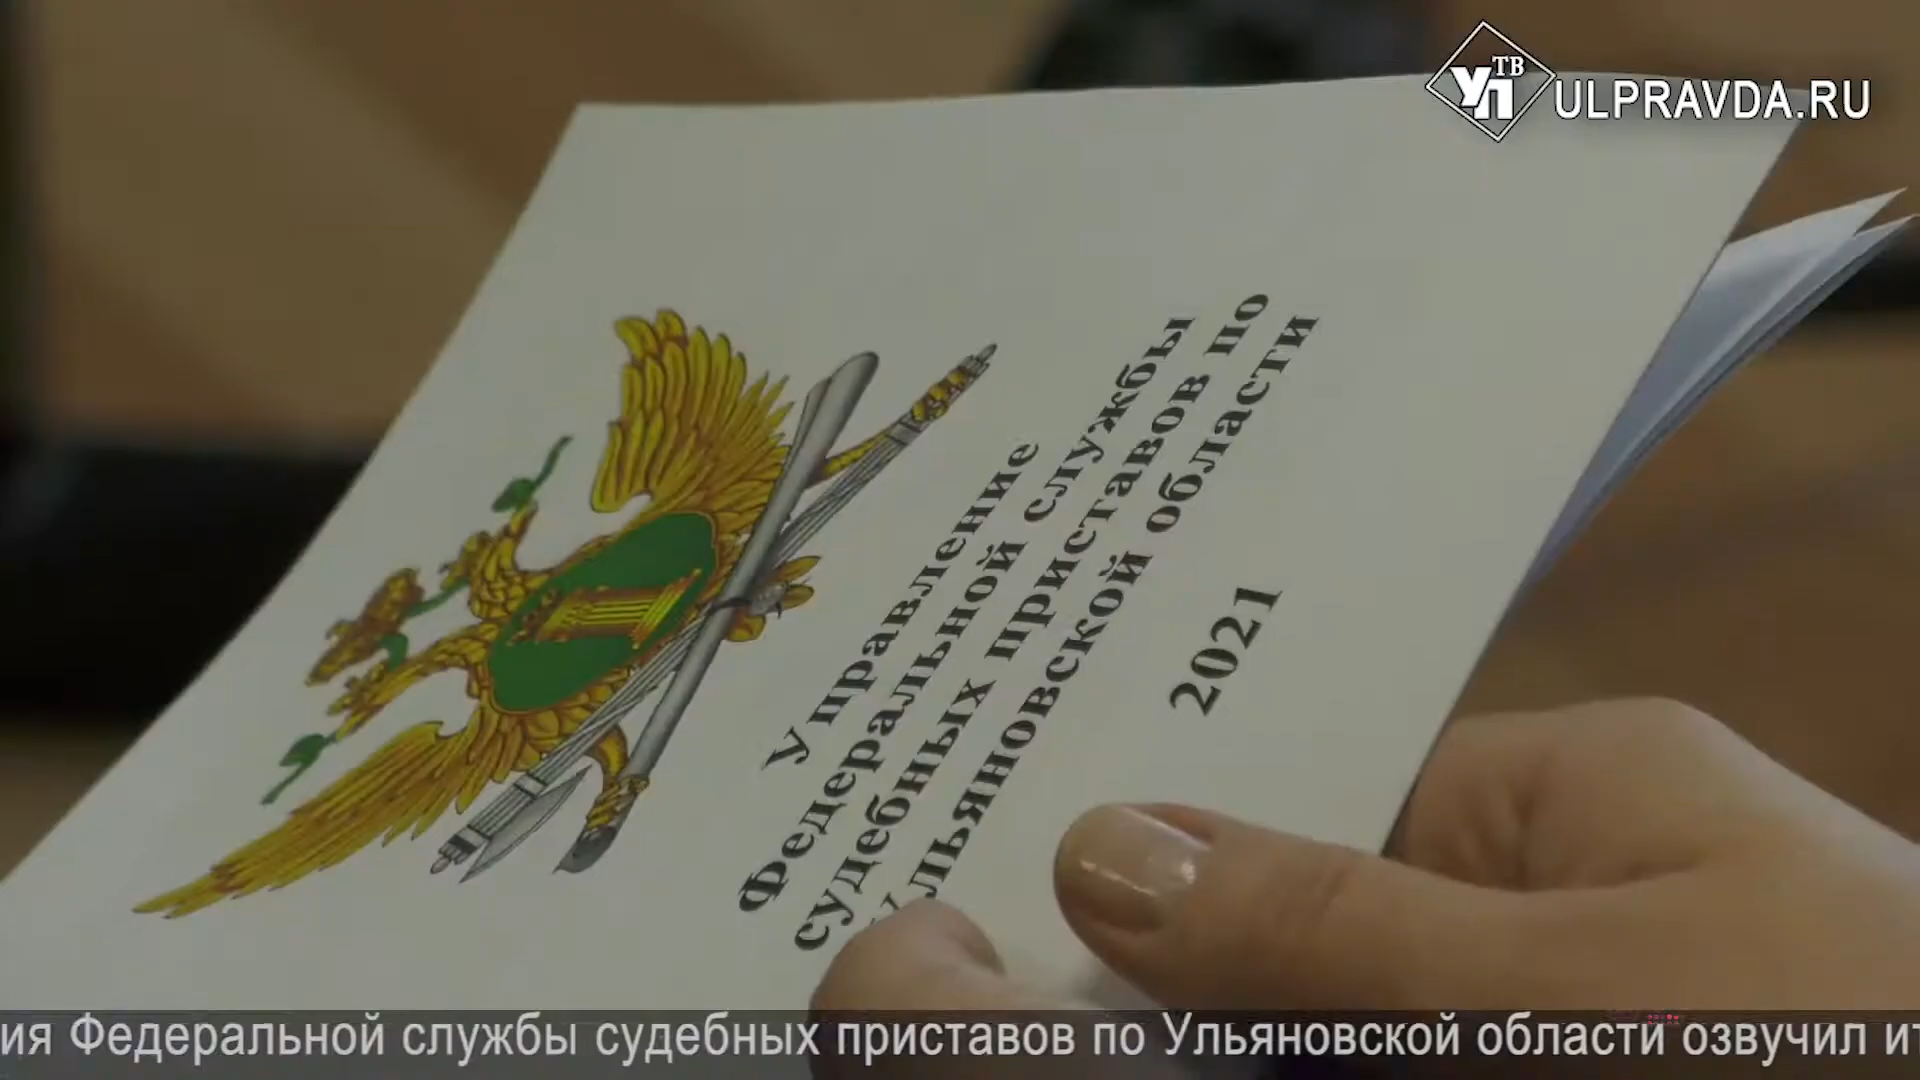 УП ТВ
ULPRAVDA.RU
Управление
Федеральной службы
судебных приставов по
Ульяновской области
2021
ия Федеральной службы судебных приставов по Ульяновской области озвучил ит